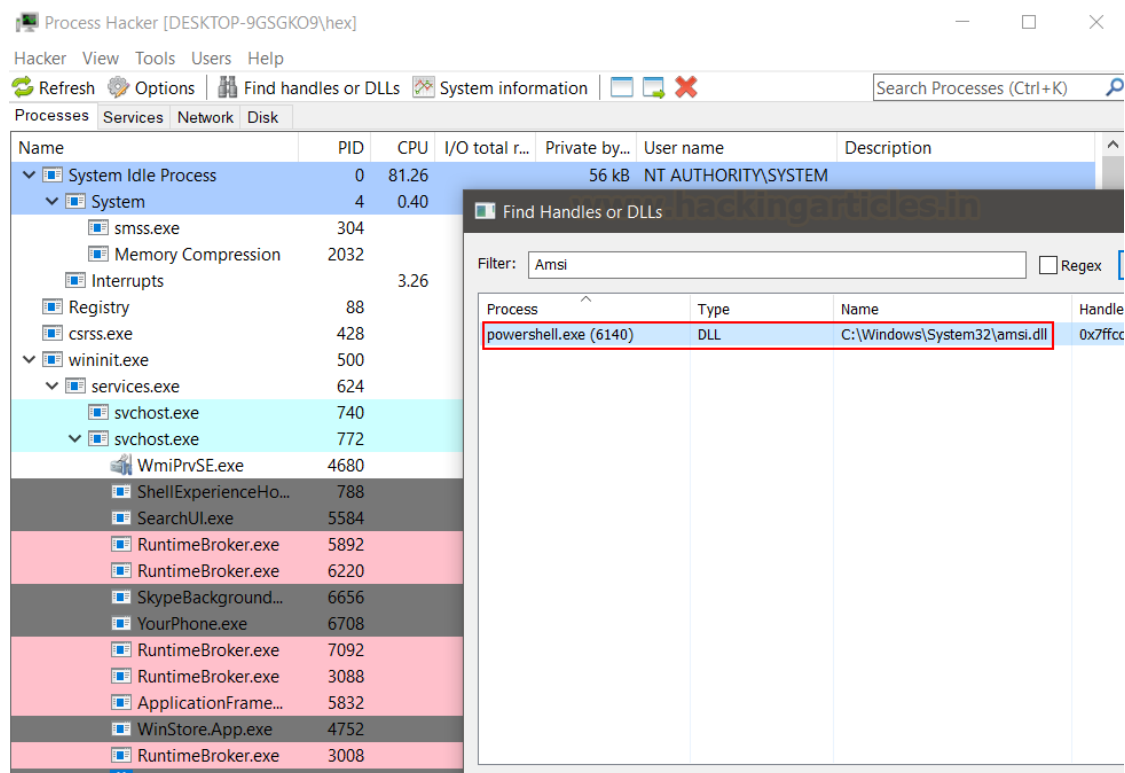 Process Hacker [DESKTOP-9GSGKO9\hex]
Hacker View Tools Users Help
Refresh Options Find handles or DLLs System information Search Processes (Ctrl+K)
Processes Services Network Disk
Name PID CPU I/O total r... Private by... User name Description
System Idle Process 0 81.26 56 kB NT AUTHORITY\SYSTEM
System 4 0.40
smss.exe 304
Memory Compression 2032
Interrupts 3.26
Registry 88
csrss.exe 428
wininit.exe 500
services.exe 624
svchost.exe 740
svchost.exe 772
WmiPrvSE.exe 4680
ShellExperienceHo... 788
SearchUI.exe 5584
RuntimeBroker.exe 5892
RuntimeBroker.exe 6220
SkypeBackground... 6656
YourPhone.exe 6708
RuntimeBroker.exe 7092
RuntimeBroker.exe 3088
ApplicationFrame... 5832
WinStore.App.exe 4752
RuntimeBroker.exe 3008
www.hackingarticles.in
Find Handles or DLLs
Filter: Amsi Regex
Process Type Name Handle
powershell.exe (6140) DLL C:\Windows\System32\amsi.dll 0x7ffcc